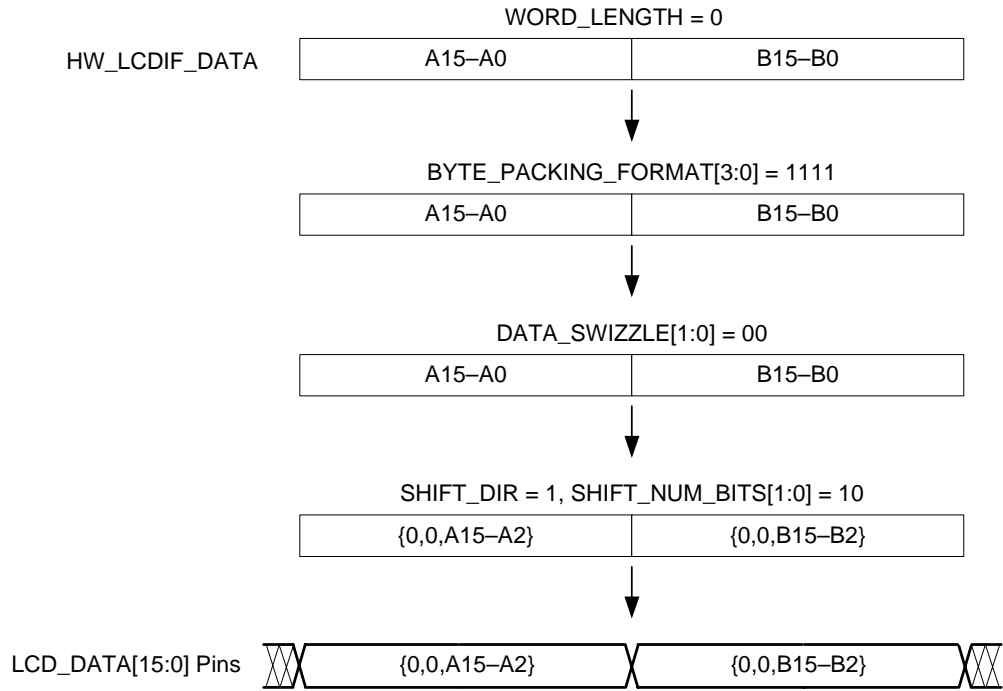 WORD_LENGTH = 0
HW_LCDIF_DATA A15–A0 B15–B0
BYTE_PACKING_FORMAT[3:0] = 1111
A15–A0 B15–B0
DATA_SWIZZLE[1:0] = 00
A15–A0 B15–B0
SHIFT_DIR = 1, SHIFT_NUM_BITS[1:0] = 10
{0,0,A15–A2} {0,0,B15–B2}
LCD_DATA[15:0] Pins {0,0,A15–A2} {0,0,B15–B2}